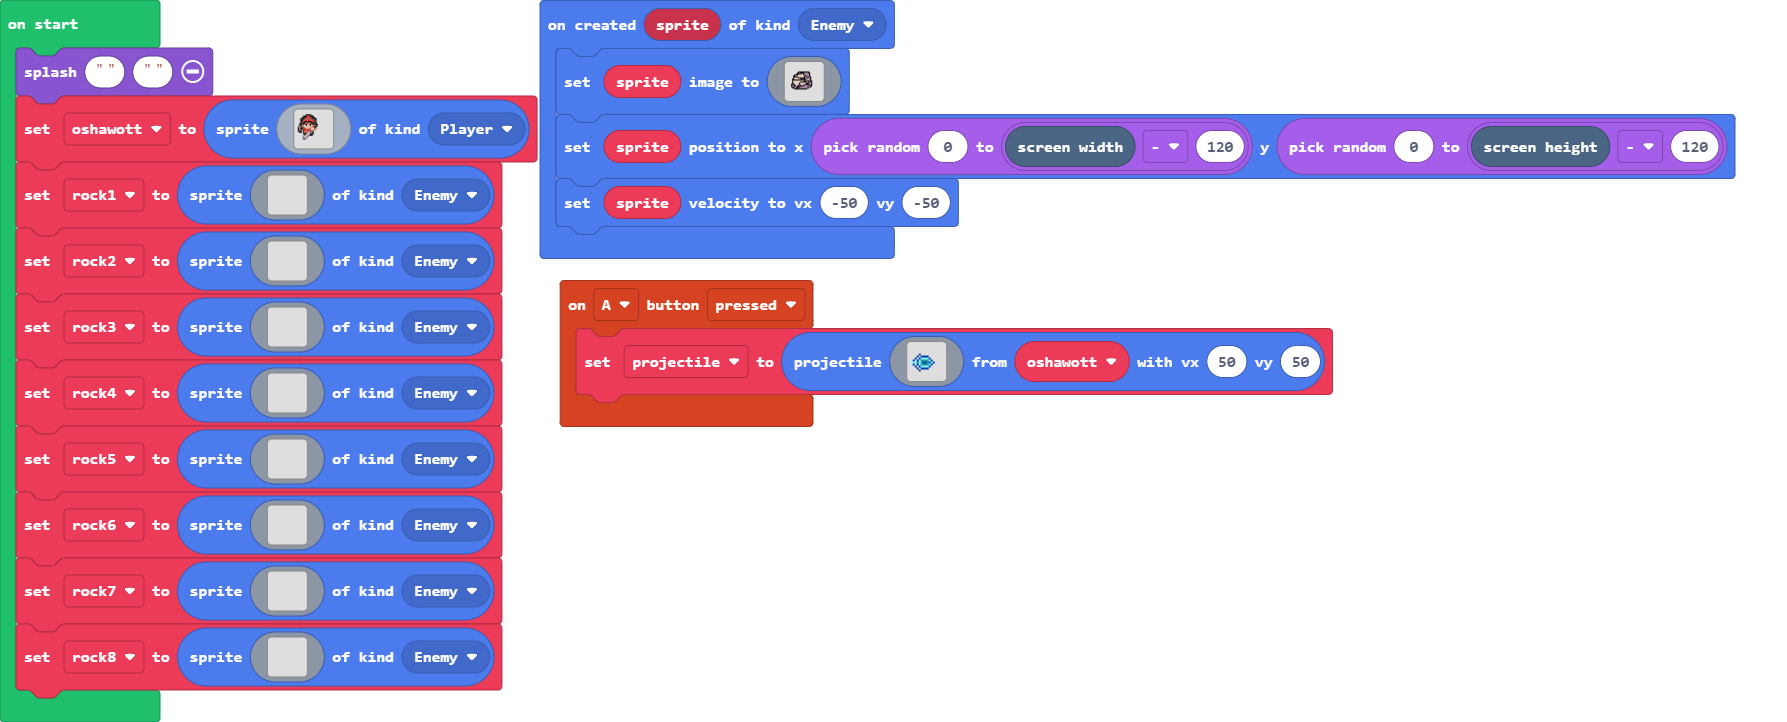 on start
splash " " " "
set oshawott to sprite of kind Player
set rock1 to sprite of kind Enemy
set rock2 to sprite of kind Enemy
set rock3 to sprite of kind Enemy
set rock4 to sprite of kind Enemy
set rock5 to sprite of kind Enemy
set rock6 to sprite of kind Enemy
set rock7 to sprite of kind Enemy
set rock8 to sprite of kind Enemy
on created sprite of kind Enemy
set sprite image to
set sprite position to x pick random 0 to screen width - 120 y pick random 0 to screen height - 120
set sprite velocity to vx -50 vy -50
on A button pressed
set projectile to projectile from oshawott with vx 50 vy 50